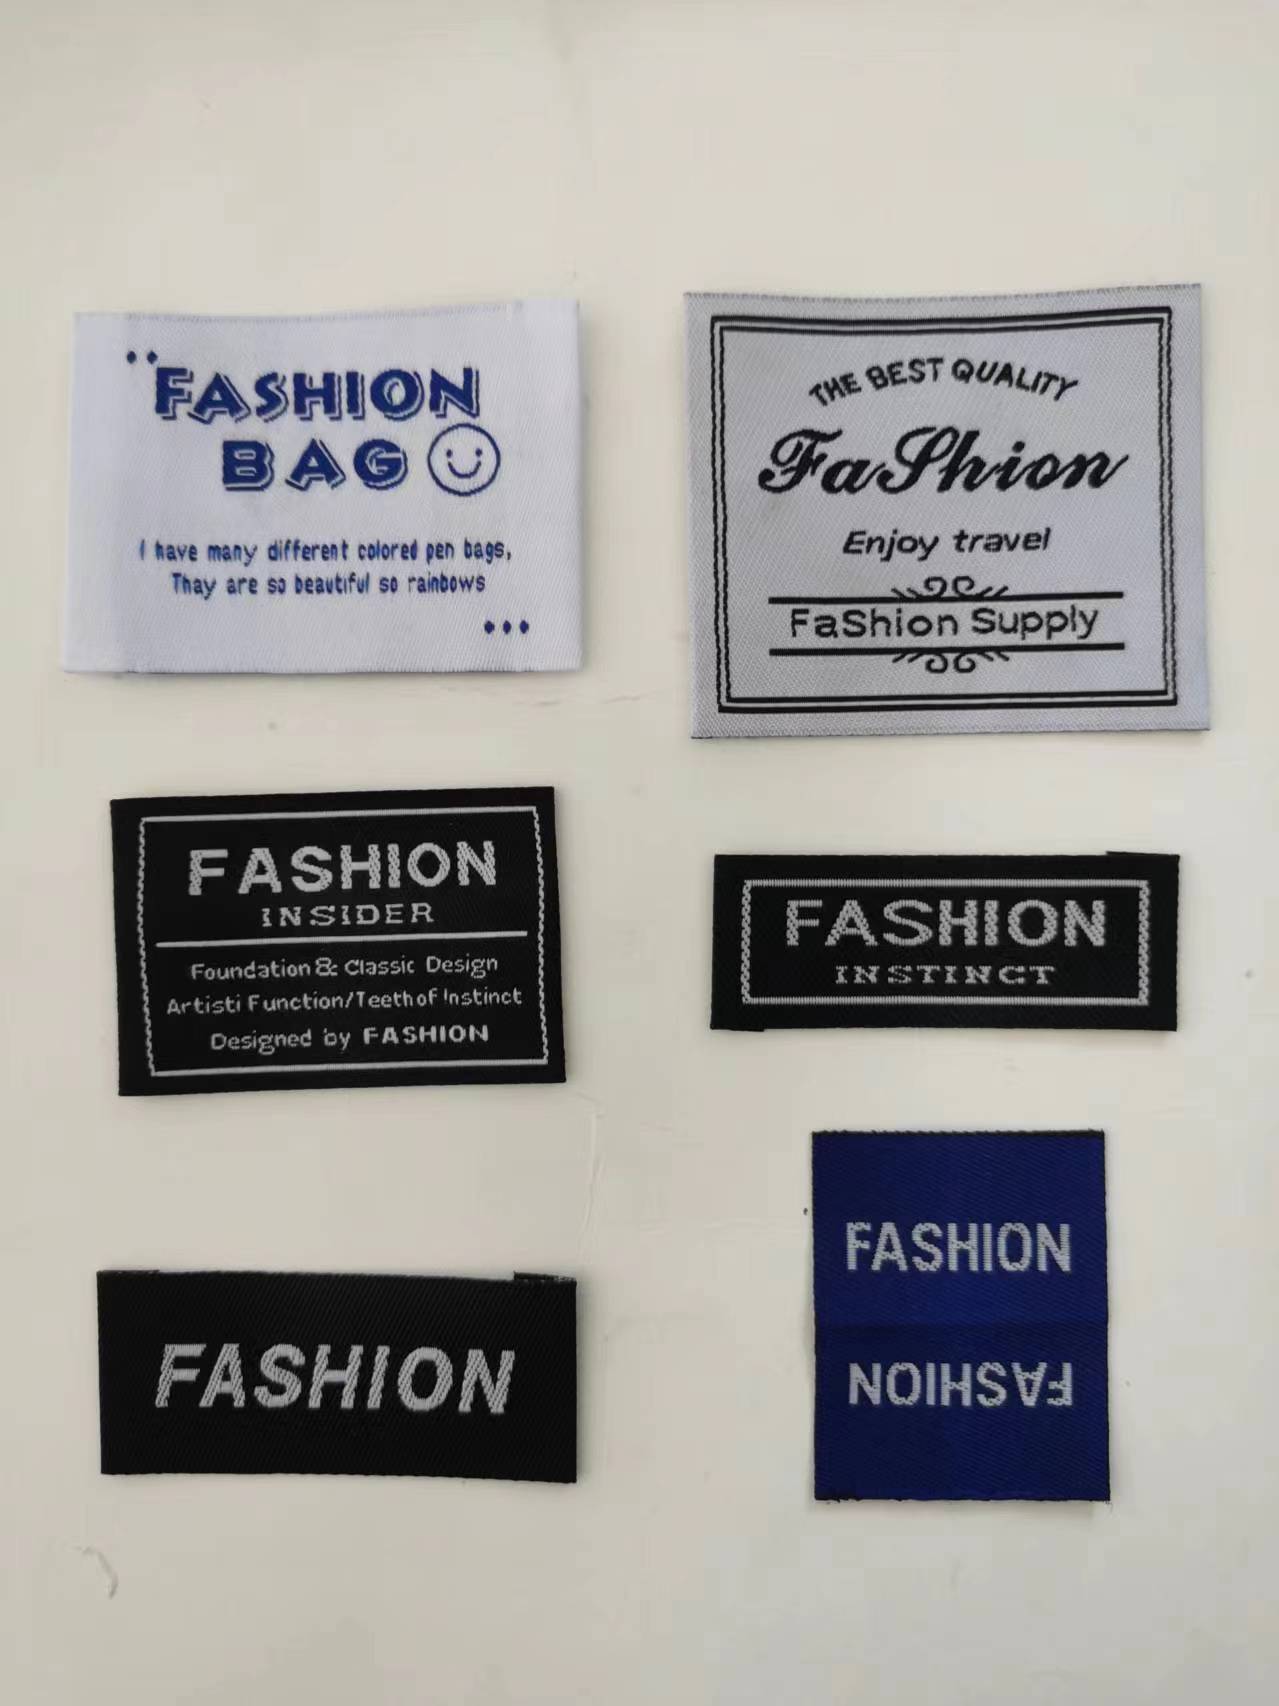 FASHION
BAG
I have many different colored pen bags,
Thay are so beautiful so rainbows
...
THE BEST QUALITY
FaShion
Enjoy travel
FaShion Supply
FASHION
INSIDER
Foundation & Classic Design
Artisti Function/Teeth of Instinct
Designed by FASHION
FASHION
INSTINCT
FASHION
FASHION
FASHION